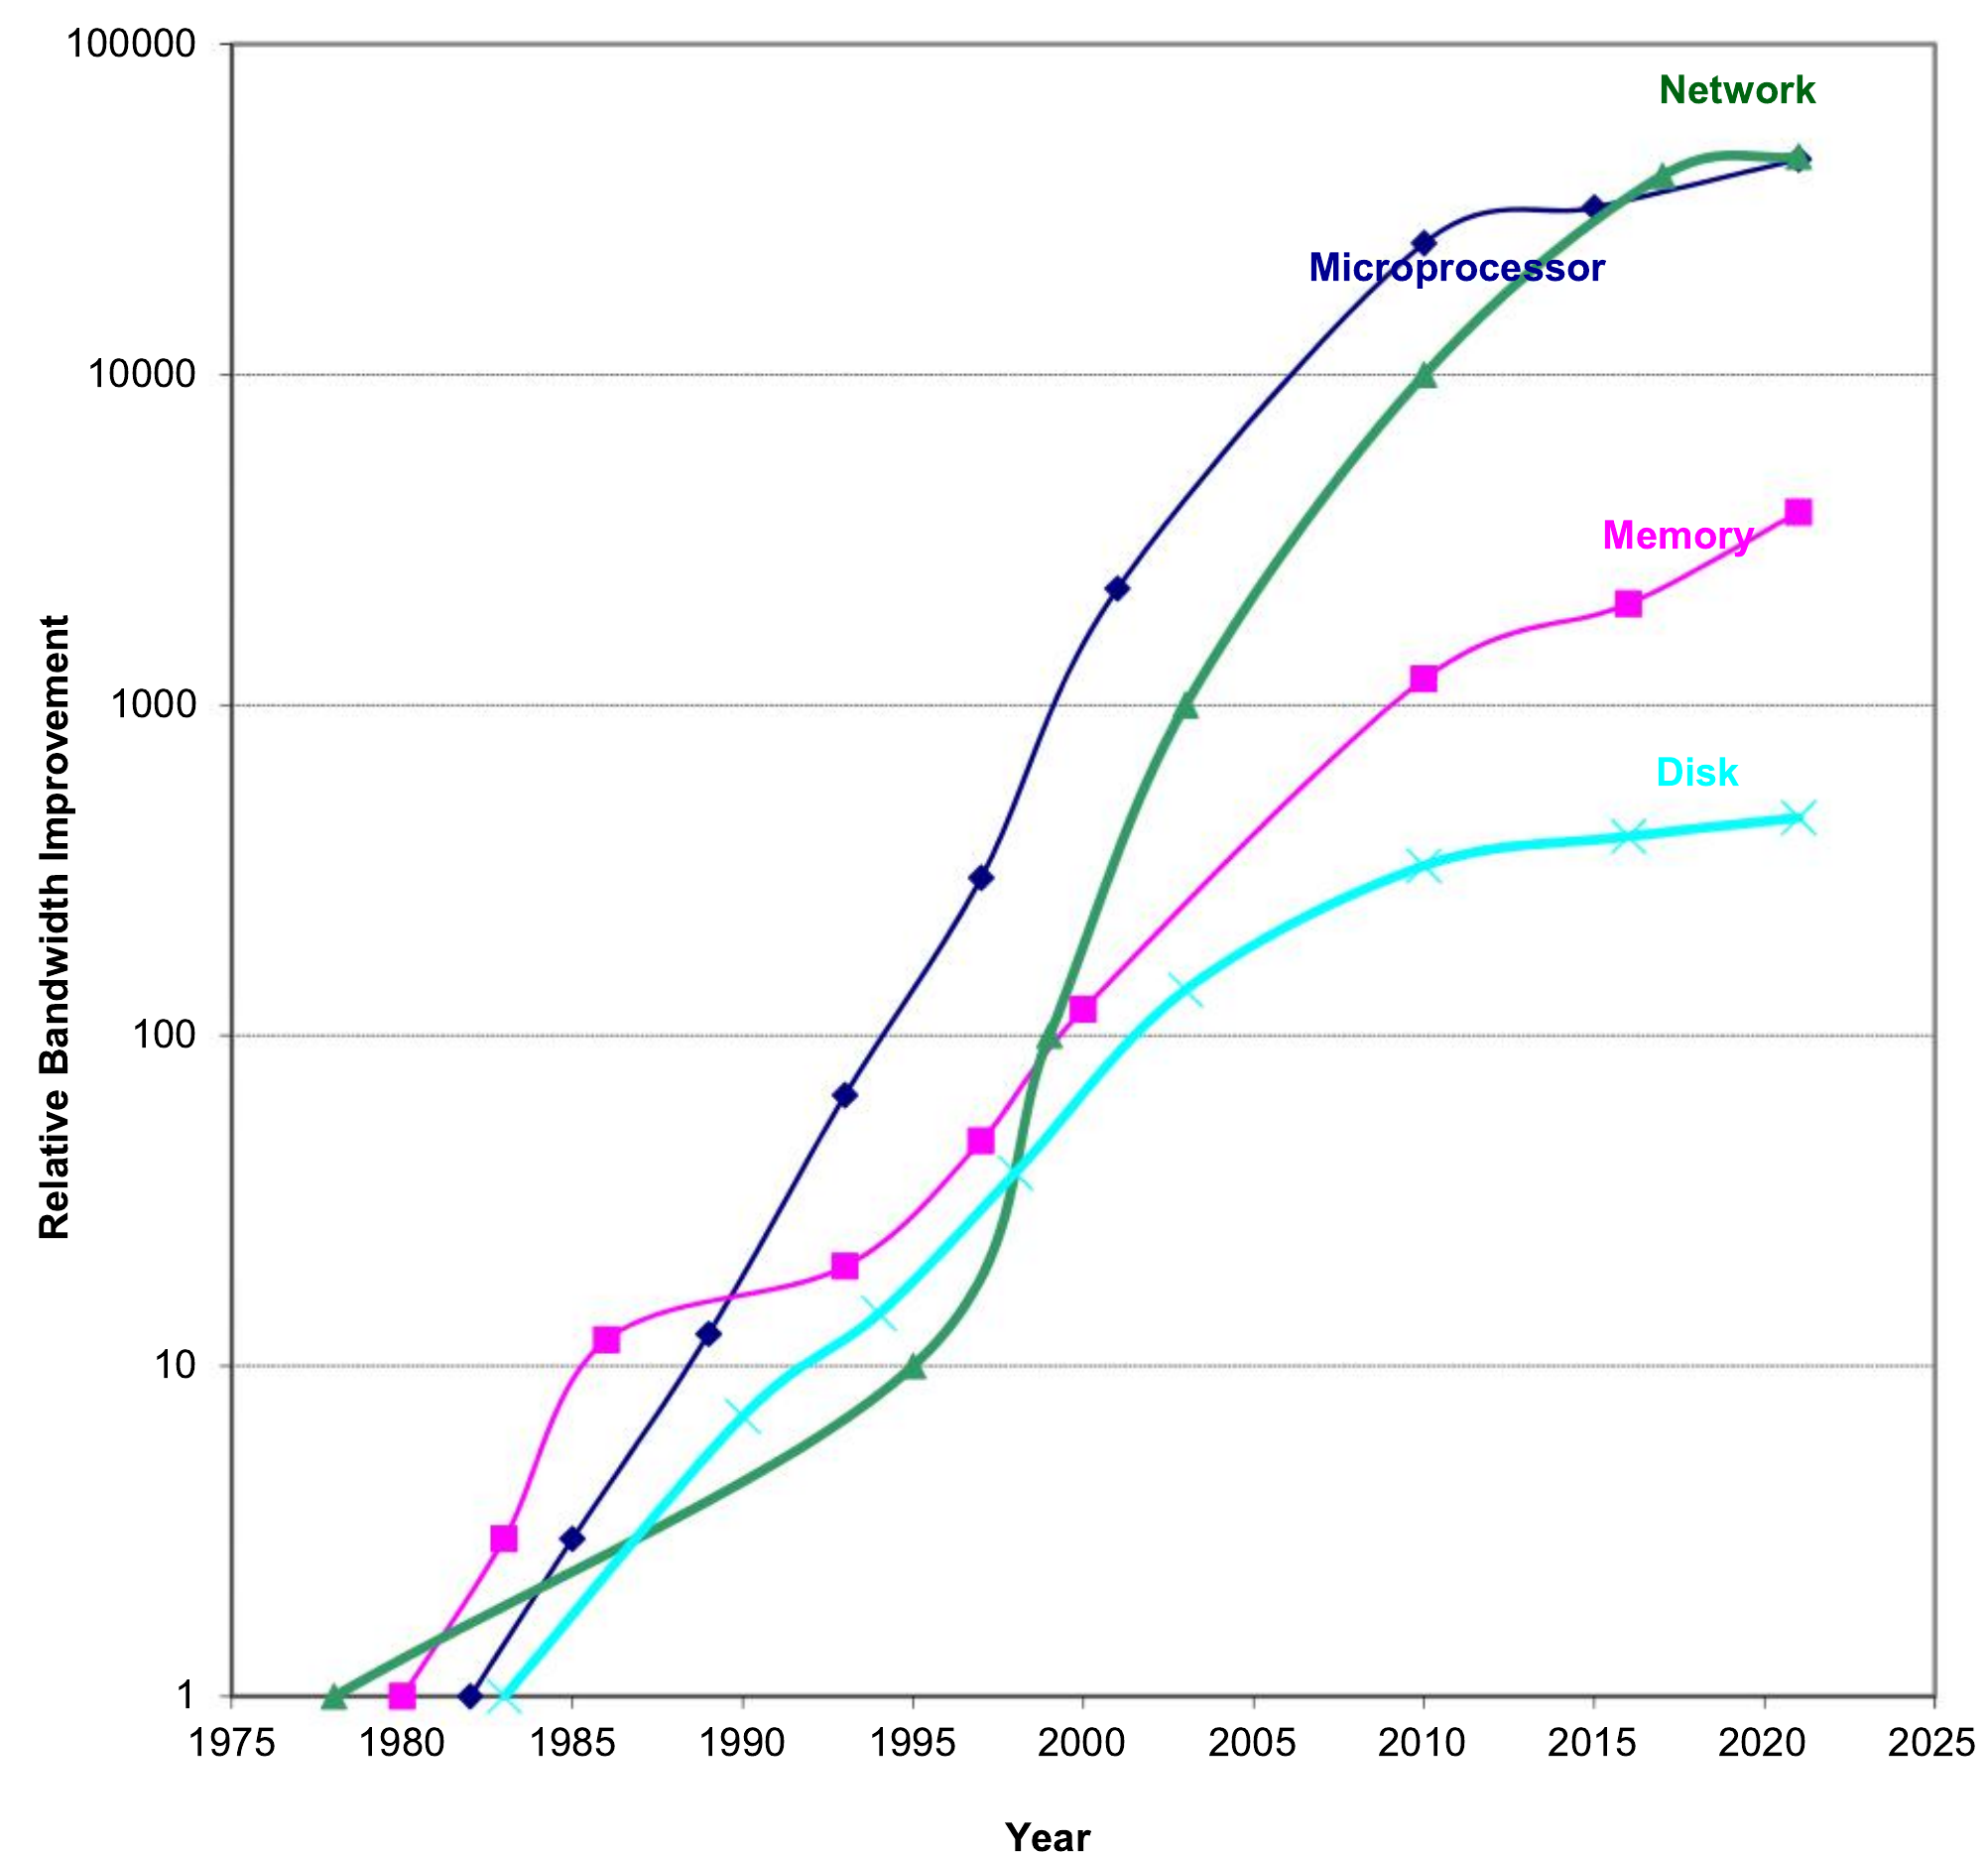 100000
Network
Microprocessor
10000
Memory
1000
Disk
Relative Bandwidth Improvement
100
10
1
1975 1980 1985 1990 1995 2000 2005 2010 2015 2020 2025
Year